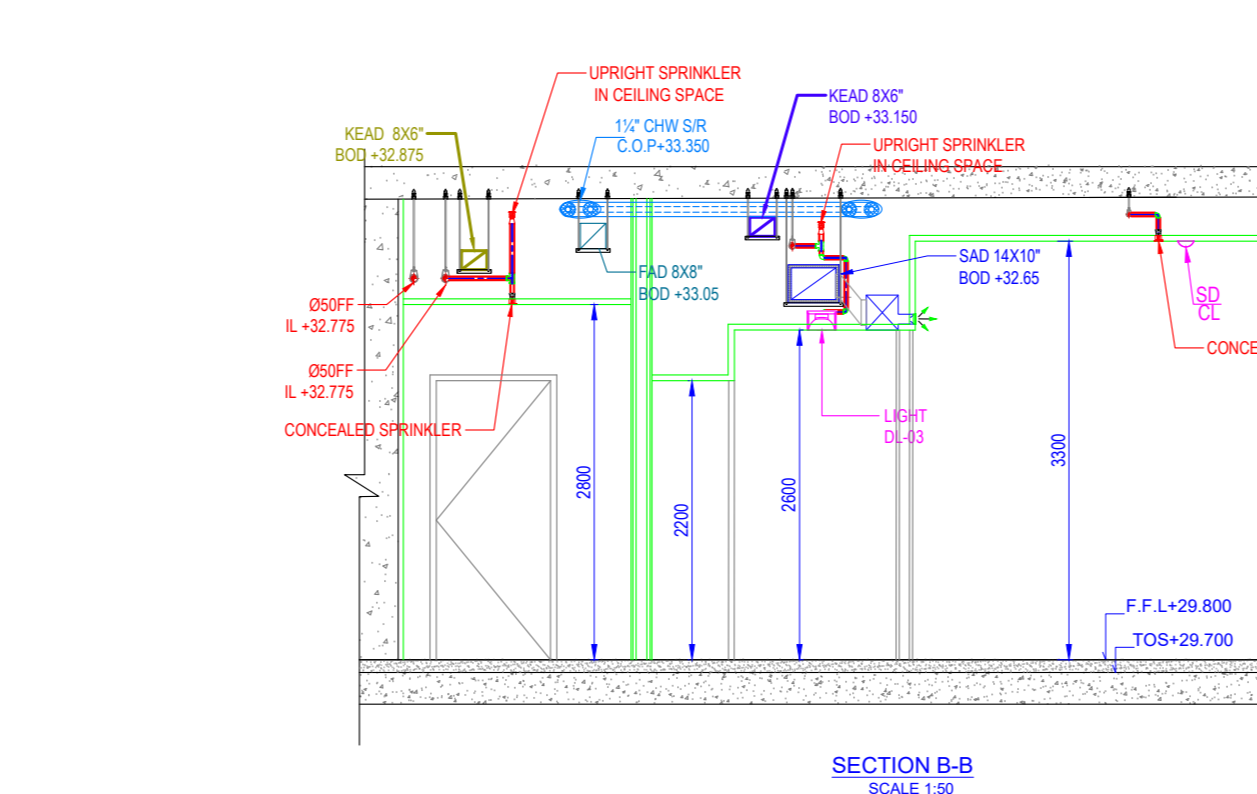 UPRIGHT SPRINKLER
IN CEILING SPACE
KEAD 8X6"
BOD +32.875
1¼" CHW S/R
C.O.P+33.350
KEAD 8X6"
BOD +33.150
UPRIGHT SPRINKLER
IN CEILING SPACE
FAD 8X8"
BOD +33.05
SAD 14X10"
BOD +32.65
Ø50FF
IL +32.775
SD
CL
CONCE
Ø50FF
IL +32.775
CONCEALED SPRINKLER
LIGHT
DL-03
2800
2200
2600
3300
F.F.L+29.800
TOS+29.700
SECTION B-B
SCALE 1:50